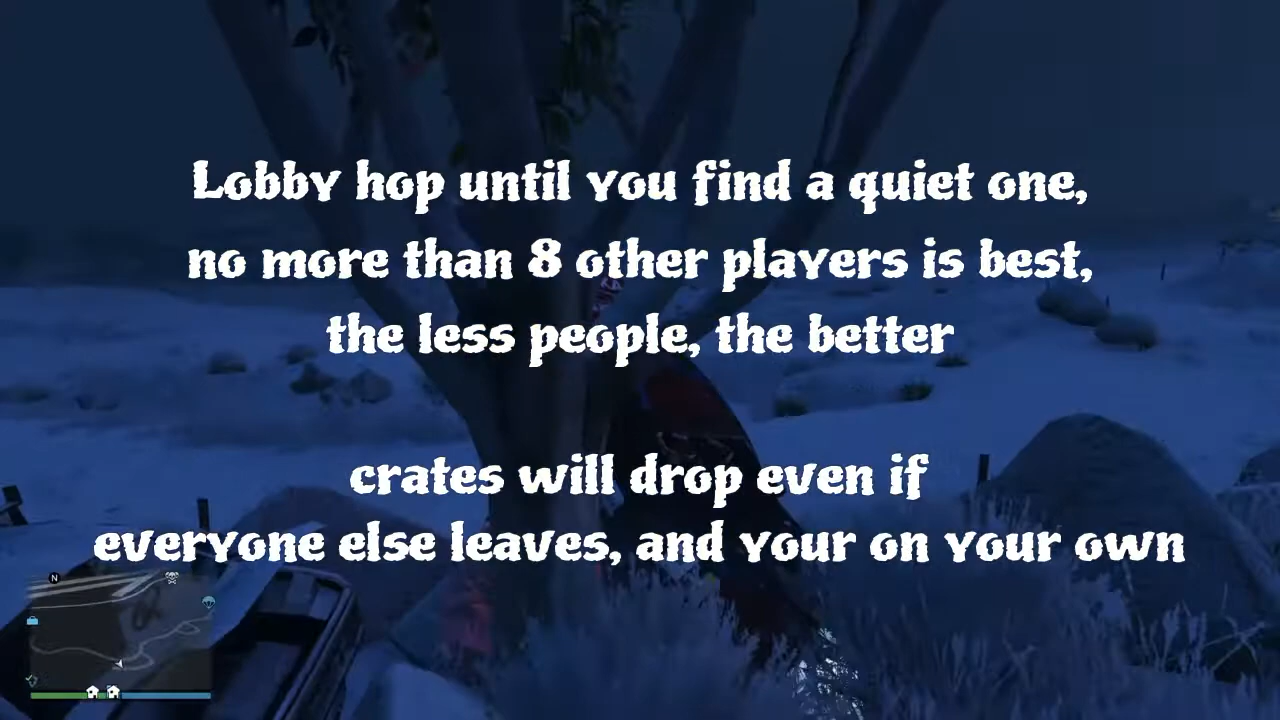 Lobby hop until you find a quiet one,
no more than 8 other players is best,
the less people, the better
crates will drop even if
everyone else leaves, and your on your own
N